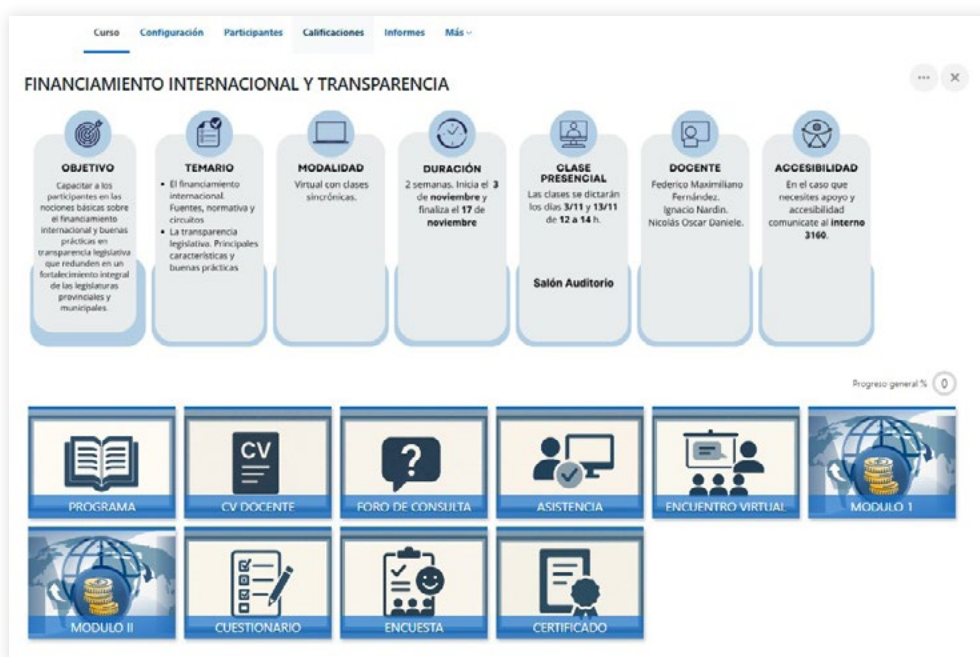 Curso Configuración Participantes Calificaciones Informes Más
FINANCIAMIENTO INTERNACIONAL Y TRANSPARENCIA
OBJETIVO
Capacitar a los
participantes en las
nociones básicas sobre
el financiamiento
internacional y buenas
prácticas en
transparencia legislativa
que redunden en un
fortalecimiento integral
de las legislaturas
provinciales y
municipales.
TEMARIO
• El financiamiento
internacional.
Fuentes, normativa y
circuitos
• La transparencia
legislativa. Principales
características y
buenas prácticas
MODALIDAD
Virtual con clases
sincrónicas.
DURACIÓN
2 semanas. Inicia el 3
de noviembre y
finaliza el 17 de
noviembre
CLASE
PRESENCIAL
Las clases se dictarán
los días 3/11 y 13/11
de 12 a 14 h.
Salón Auditorio
DOCENTE
Federico Maximiliano
Fernández.
Ignacio Nardin.
Nicolás Oscar Daniele.
ACCESIBILIDAD
En el caso que
necesites apoyo y
accesibilidad
comunicate al interno
3160.
Progreso general % 0
PROGRAMA
CV
CV DOCENTE
?
FORO DE CONSULTA
ASISTENCIA
ENCUENTRO VIRTUAL
MODULO 1
MODULO II
CUESTIONARIO
ENCUESTA
CERTIFICADO